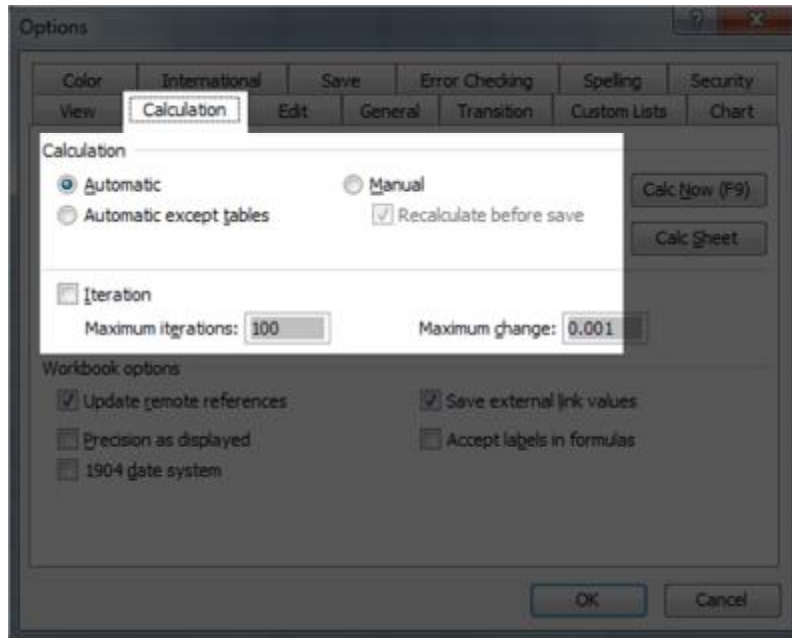 Options
Color International Save Error Checking Spelling Security
View Calculation Edit General Transition Custom Lists Chart
Calculation
Automatic Manual Calc Now (F9)
Automatic except tables Recalculate before save
Calc Sheet
Iteration
Maximum iterations: 100 Maximum change: 0.001
Workbook options
Update remote references Save external link values
Precision as displayed Accept labels in formulas
1904 date system
OK Cancel